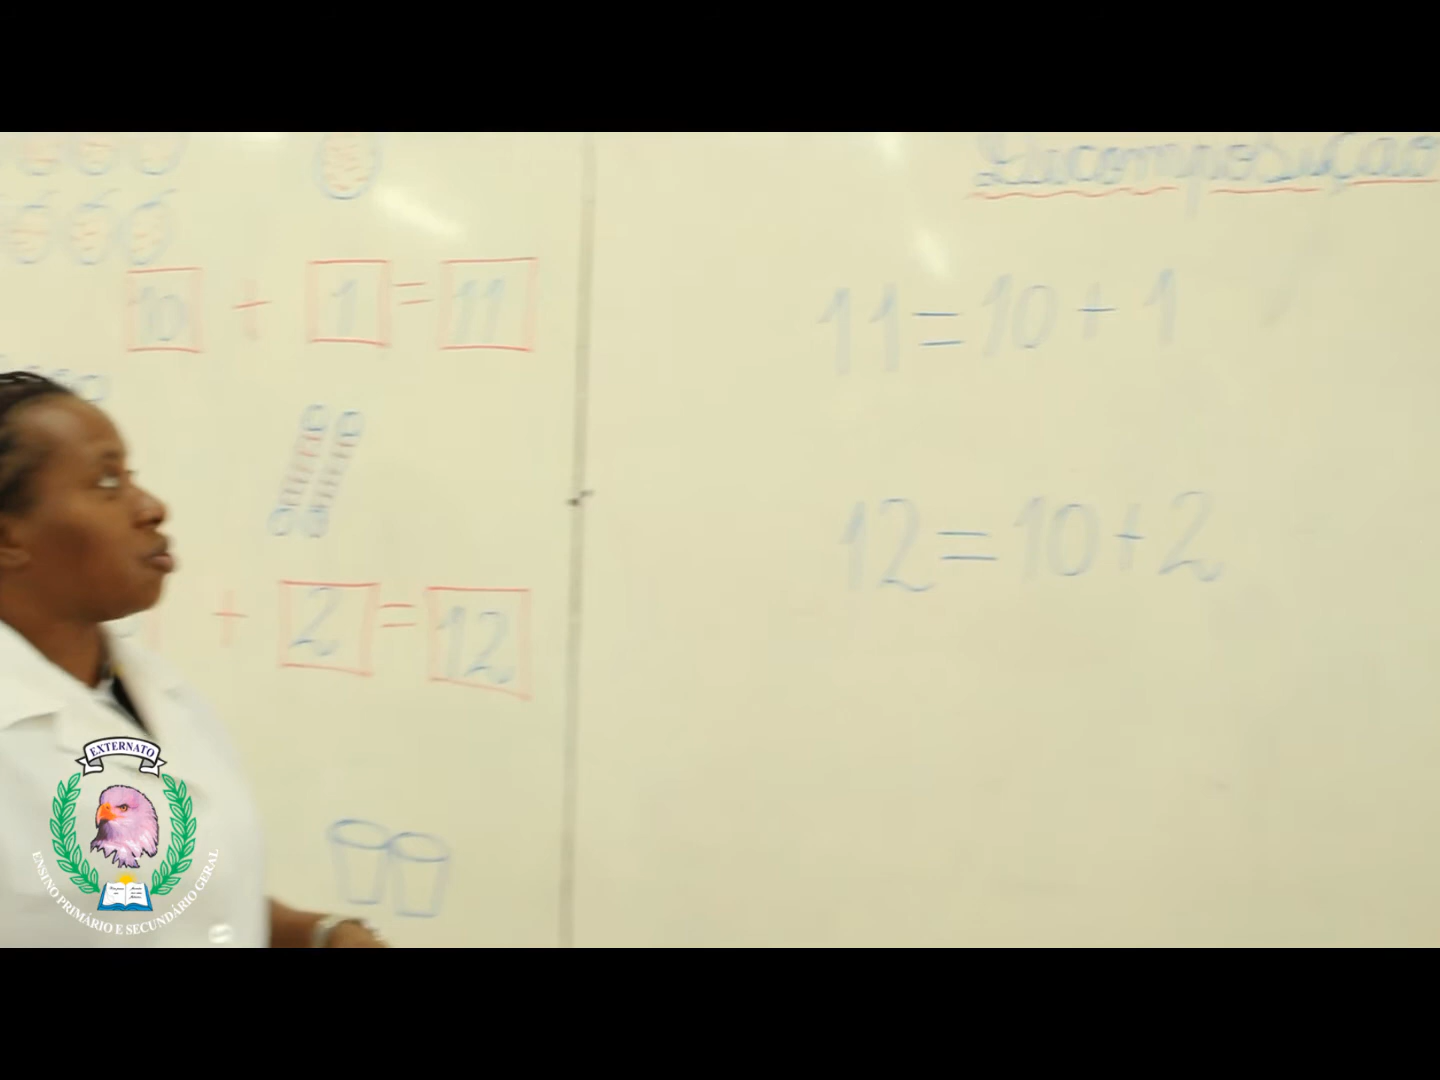 Decomposição
10 + 1 = 11
11 = 10 + 1
+ 2 = 12
12 = 10 + 2
EXTERNATO
ENSINO PRIMÁRIO E SECUNDÁRIO GERAL